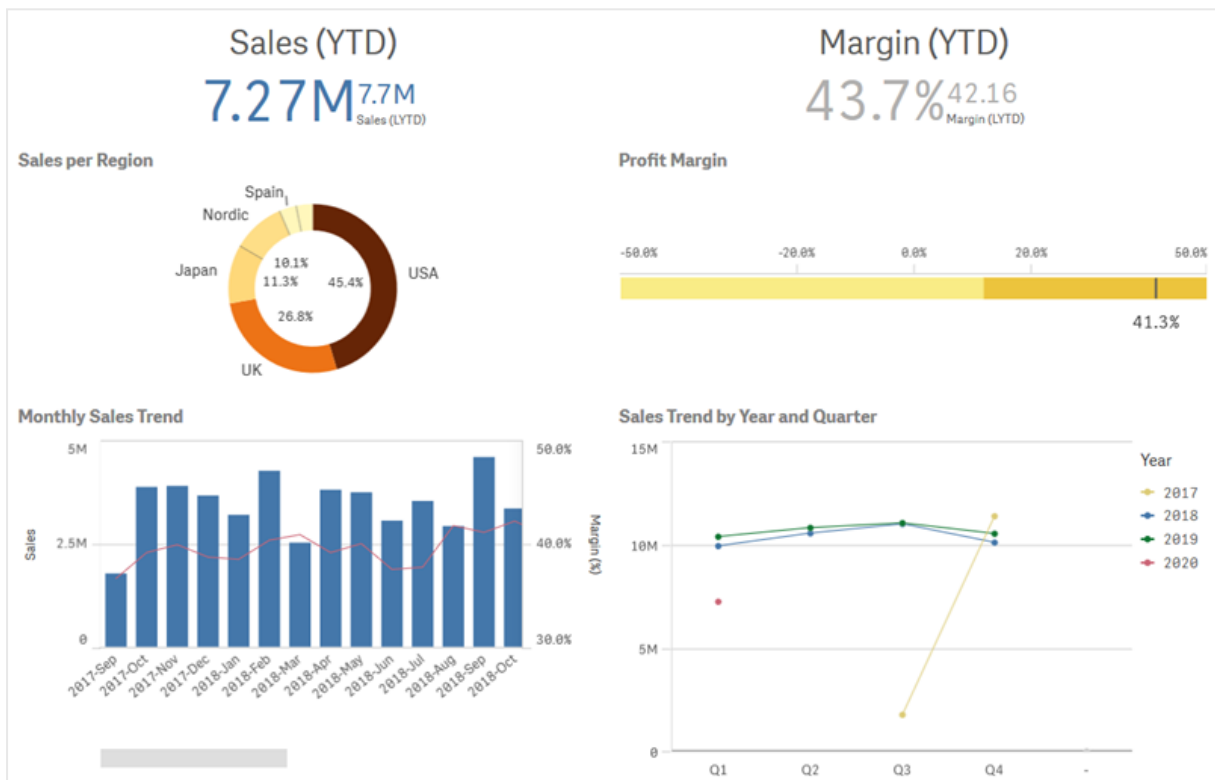 Sales (YTD)
7.27M 7.7M
Sales (LYTD)
Margin (YTD)
43.7% 42.16
Margin (LYTD)
Sales per Region
Spain
Nordic
Japan
USA
UK
10.1%
11.3%
45.4%
26.8%
Profit Margin
-50.0% -20.0% 0.0% 20.0% 50.0%
41.3%
Monthly Sales Trend
5M
2.5M
0
Sales
50.0%
40.0%
30.0%
Margin (%)
2017-Sep
2017-Oct
2017-Nov
2017-Dec
2018-Jan
2018-Feb
2018-Mar
2018-Apr
2018-May
2018-Jun
2018-Jul
2018-Aug
2018-Sep
2018-Oct
Sales Trend by Year and Quarter
15M
10M
5M
0
Q1 Q2 Q3 Q4 -
Year
2017
2018
2019
2020